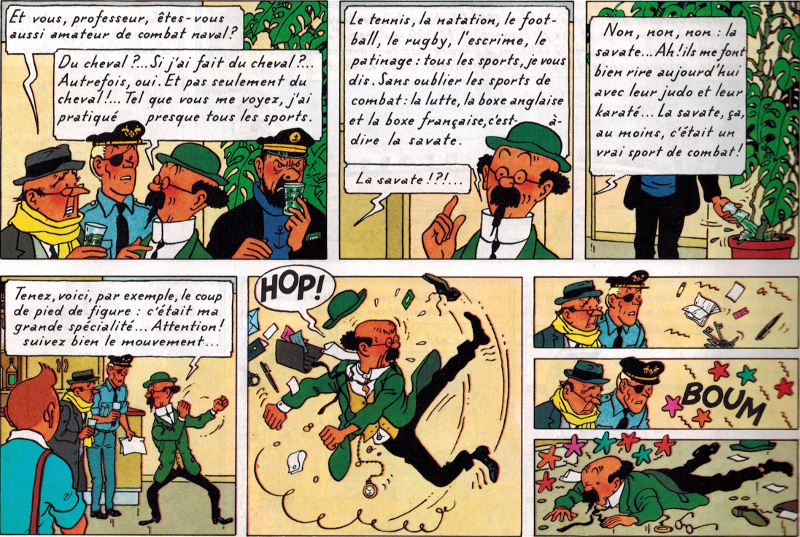 Et vous, professeur, êtes-vous
aussi amateur de combat naval?
Du cheval?... Si j'ai fait du cheval?...
Autrefois, oui. Et pas seulement du
cheval!... Tel que vous me voyez, j'ai
pratiqué presque tous les sports.
Le tennis, la natation, le foot-
ball, le rugby, l'escrime, le
patinage: tous les sports, je vous
dis. Sans oublier les sports de
combat: la lutte, la boxe anglaise
et la boxe française, c'est à-
dire la savate.
La savate!?!....
Non, non, non: la
savate... Ah! ils me font
bien rire aujourd'hui
avec leur judo et leur
karaté... La savate, ça,
au moins, c'était un
vrai sport de combat!
Tenez, voici, par exemple, le coup
de pied de figure: c'était ma
grande spécialité... Attention!
suivez bien le mouvement...
HOP!
BOUM